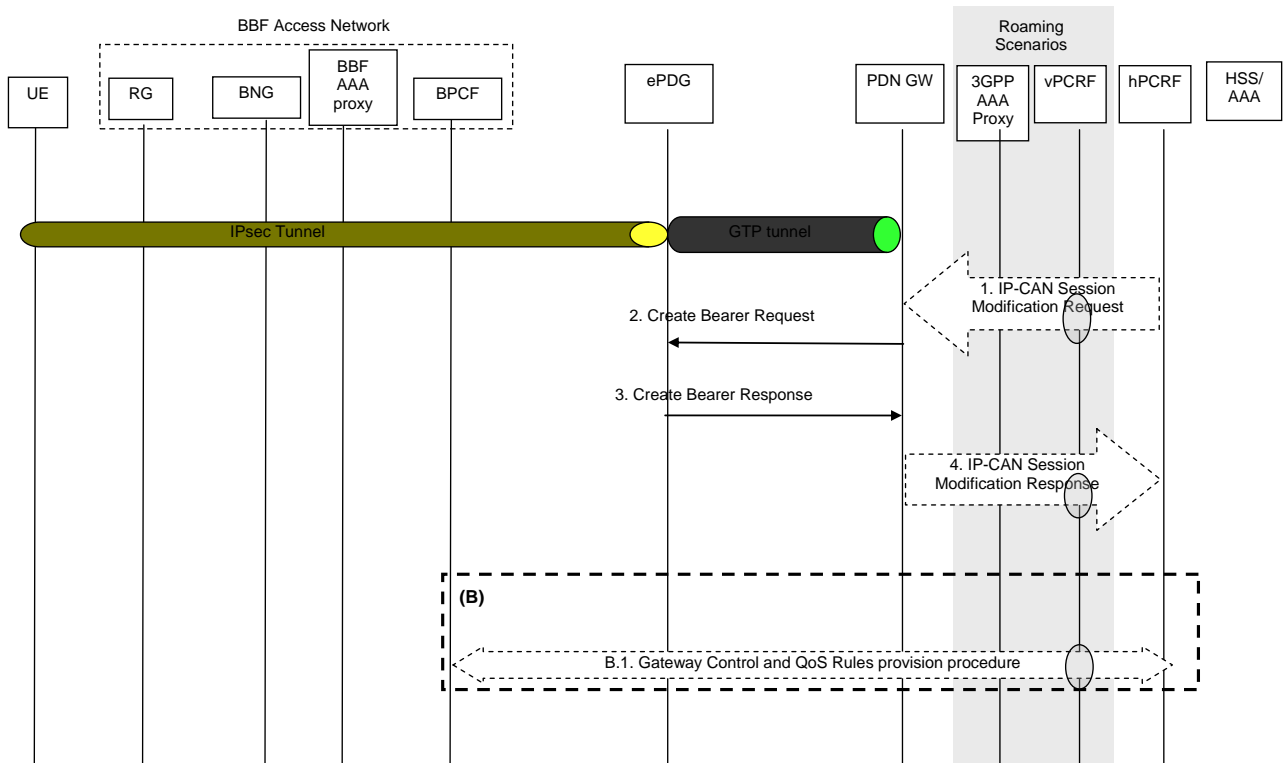 BBF Access Network
Roaming
Scenarios
UE
RG
BNG
BBF
AAA
proxy
BPCF
ePDG
PDN GW
3GPP
AAA
Proxy
vPCRF
hPCRF
HSS/
AAA
IPsec Tunnel
GTP tunnel
1. IP-CAN Session
Modification Request
2. Create Bearer Request
3. Create Bearer Response
4. IP-CAN Session
Modification Response
(B)
B.1. Gateway Control and QoS Rules provision procedure